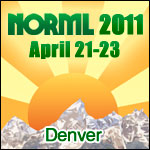 NORML 2011
April 21-23
Denver